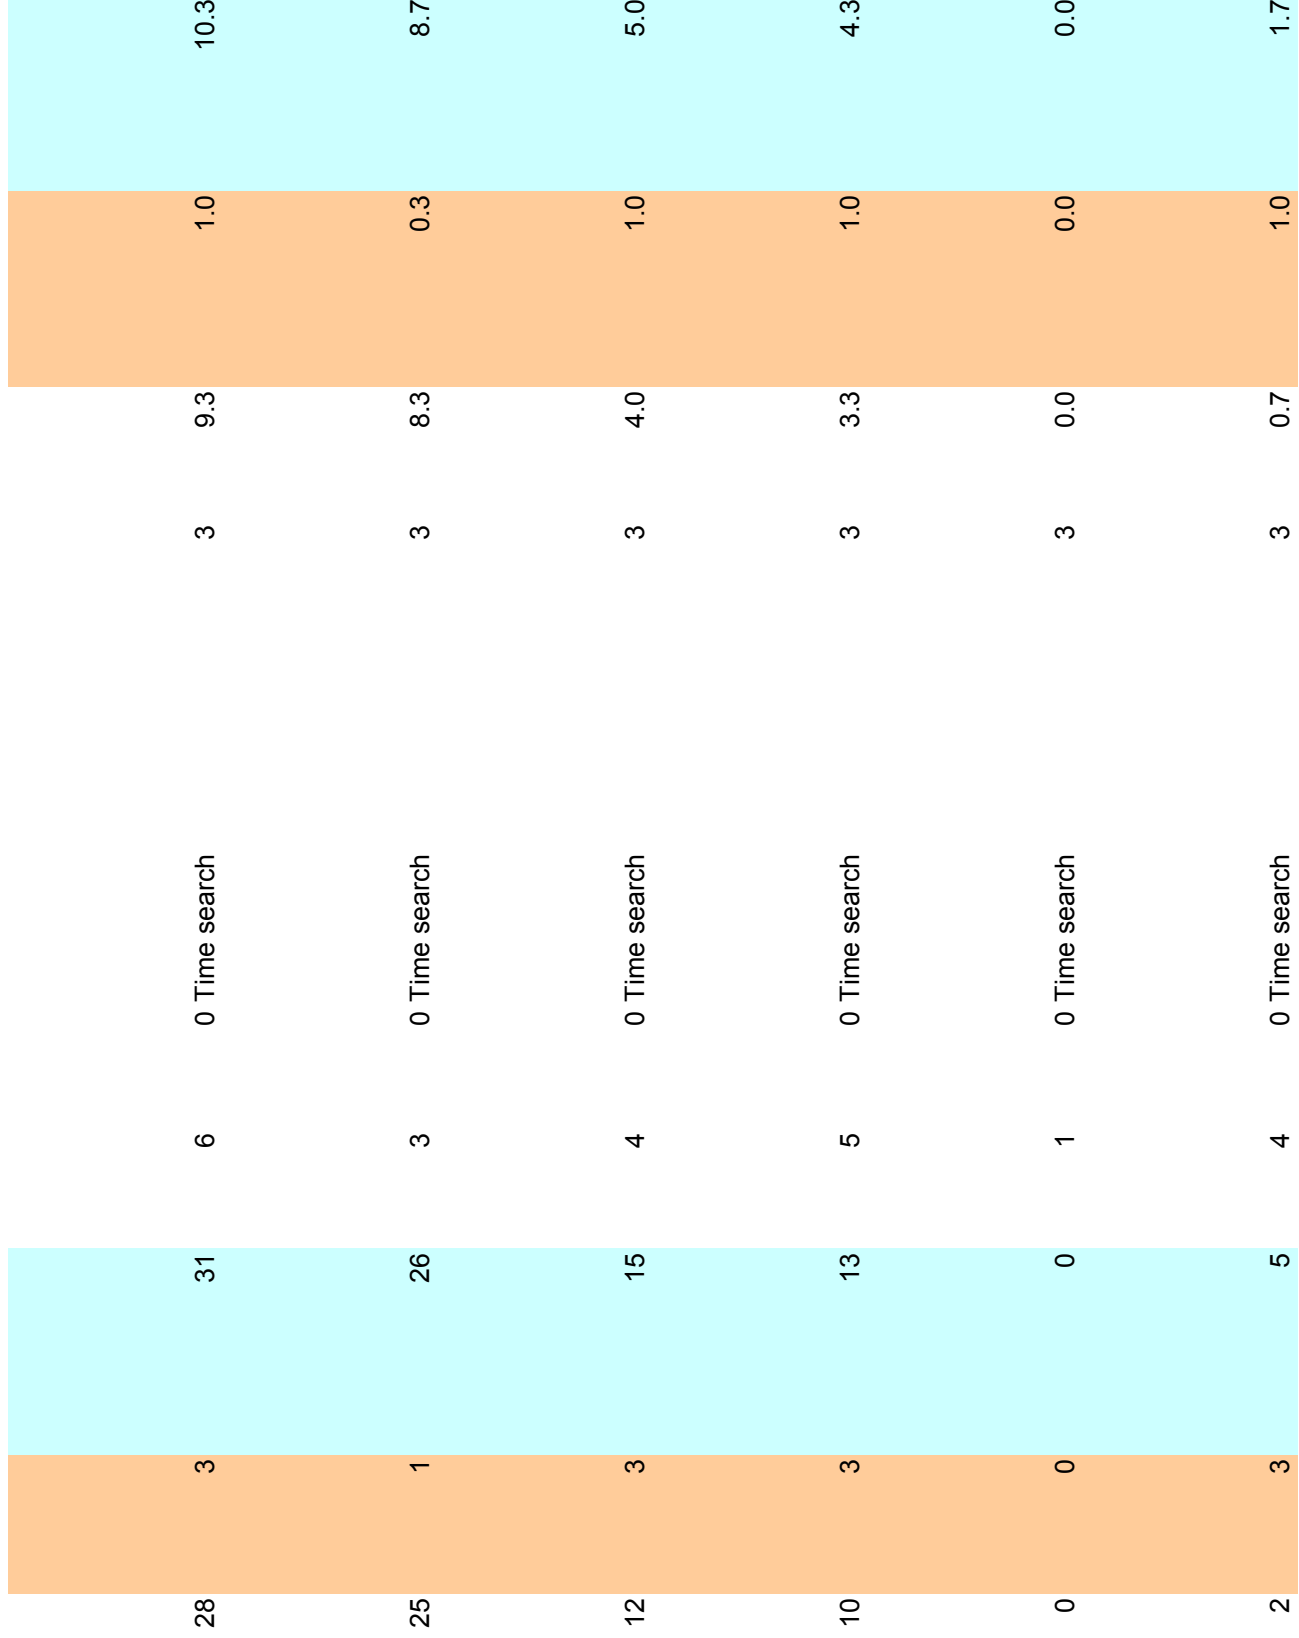 28 3 31 6 0 Time search 3 9.3 1.0 10.3
25 1 26 3 0 Time search 3 8.3 0.3 8.7
12 3 15 4 0 Time search 3 4.0 1.0 5.0
10 3 13 5 0 Time search 3 3.3 1.0 4.3
0 0 0 1 0 Time search 3 0.0 0.0 0.0
2 3 5 4 0 Time search 3 0.7 1.0 1.7